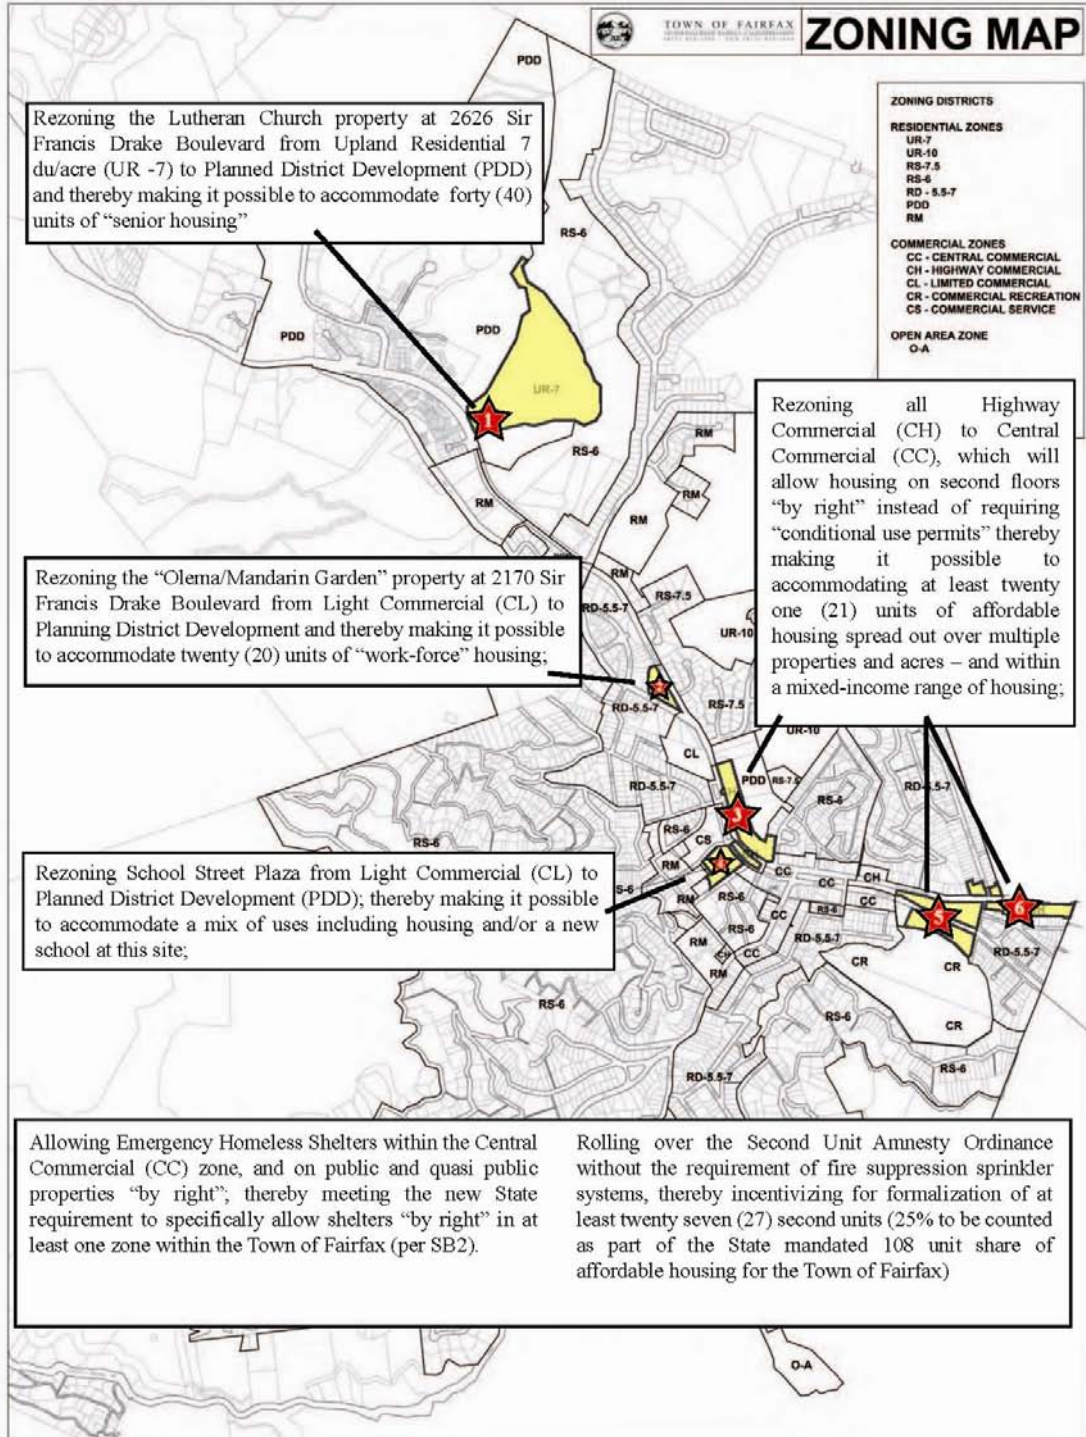 TOWN OF FAIRFAX
ZONING MAP
PDD
ZONING DISTRICTS
RESIDENTIAL ZONES
UR-7
UR-10
RS-7.5
RS-6
RD - 5.5-7
PDD
RM
COMMERCIAL ZONES
CC - CENTRAL COMMERCIAL
CH - HIGHWAY COMMERCIAL
CL - LIMITED COMMERCIAL
CR - COMMERCIAL RECREATION
CS - COMMERCIAL SERVICE
OPEN AREA ZONE
O-A
Rezoning the Lutheran Church property at 2626 Sir
Francis Drake Boulevard from Upland Residential 7
du/acre (UR -7) to Planned District Development (PDD)
and thereby making it possible to accommodate forty (40)
units of “senior housing”
RS-6
PDD
PDD
UR-7
1
RS-6
RM
RM
RM
RM
Rezoning all Highway
Commercial (CH) to Central
Commercial (CC), which will
allow housing on second floors
“by right” instead of requiring
“conditional use permits” thereby
making it possible to
accommodating at least twenty
one (21) units of affordable
housing spread out over multiple
properties and acres – and within
a mixed-income range of housing;
Rezoning the “Olema/Mandarin Garden” property at 2170 Sir
Francis Drake Boulevard from Light Commercial (CL) to
Planning District Development and thereby making it possible
to accommodate twenty (20) units of “work-force” housing;
RM
RS-7.5
RD-5.5-7
UR-10
RD-5.5-7
RS-7.5
UR-10
CL
RD-5.5-7
PDD
RS-7.5
RD-5.5-7
RS-6
3
RS-6
CS
RS-6
RM
4
CC
CC
CH
CC
Rezoning School Street Plaza from Light Commercial (CL) to
Planned District Development (PDD); thereby making it possible
to accommodate a mix of uses including housing and/or a new
school at this site;
S-6
RM
RS-6
RS-6
CC
RS-6
5
6
RM
RS-6
CH
CC
RD-5.5-7
RD-5.5-7
RM
CR
CR
CR
RS-6
RS-6
RS-6
RD-5.5-7
Allowing Emergency Homeless Shelters within the Central
Commercial (CC) zone, and on public and quasi public
properties “by right”; thereby meeting the new State
requirement to specifically allow shelters “by right” in at
least one zone within the Town of Fairfax (per SB2).
Rolling over the Second Unit Amnesty Ordinance
without the requirement of fire suppression sprinkler
systems, thereby incentivizing for formalization of at
least twenty seven (27) second units (25% to be counted
as part of the State mandated 108 unit share of
affordable housing for the Town of Fairfax)
O-A